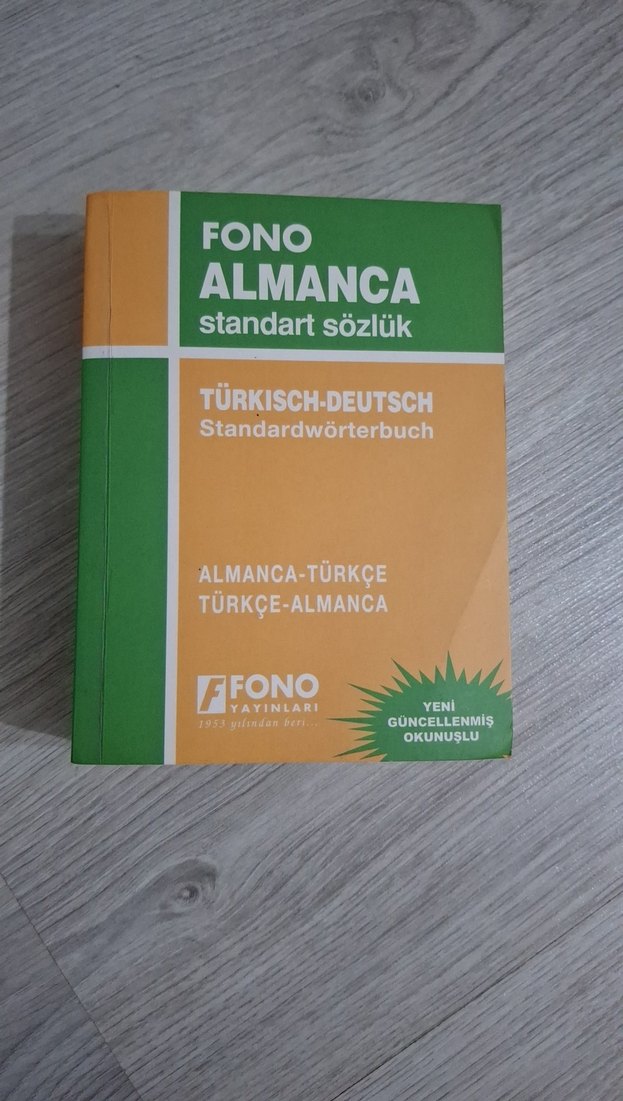 FONO
ALMANCA
standart sözlük
TÜRKISCH-DEUTSCH
Standardwörterbuch
ALMANCA-TÜRKÇE
TÜRKÇE-ALMANCA
F FONO
YAYINLARI
1953 yılından beri...
YENİ
GÜNCELLENMİŞ
OKUNUŞLU